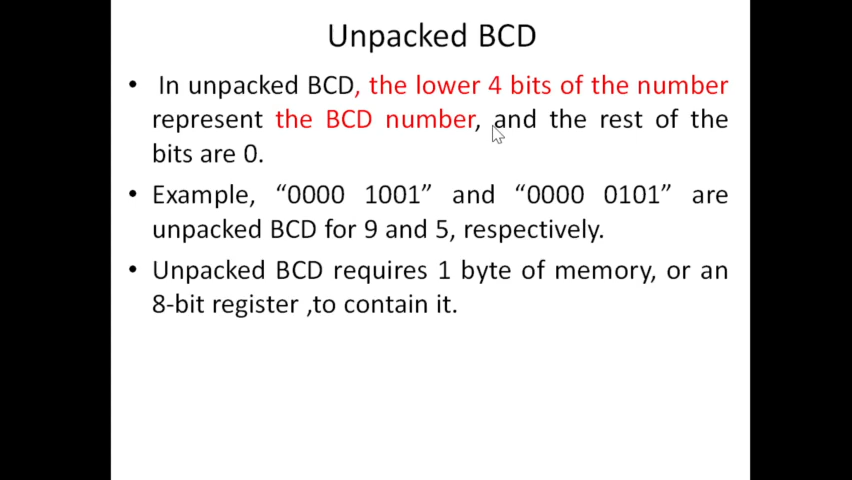 Unpacked BCD
• In unpacked BCD, the lower 4 bits of the number
represent the BCD number, and the rest of the
bits are 0.
• Example, “0000 1001” and “0000 0101” are
unpacked BCD for 9 and 5, respectively.
• Unpacked BCD requires 1 byte of memory, or an
8-bit register ,to contain it.